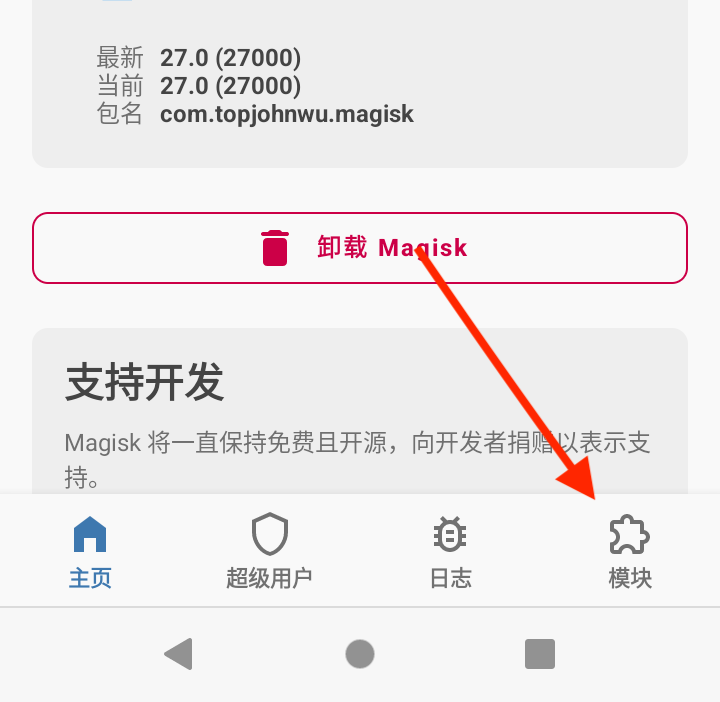 最新 27.0 (27000)
当前 27.0 (27000)
包名 com.topjohnwu.magisk
卸载 Magisk
支持开发
Magisk 将一直保持免费且开源，向开发者捐赠以表示支
持。
主页 超级用户 日志 模块